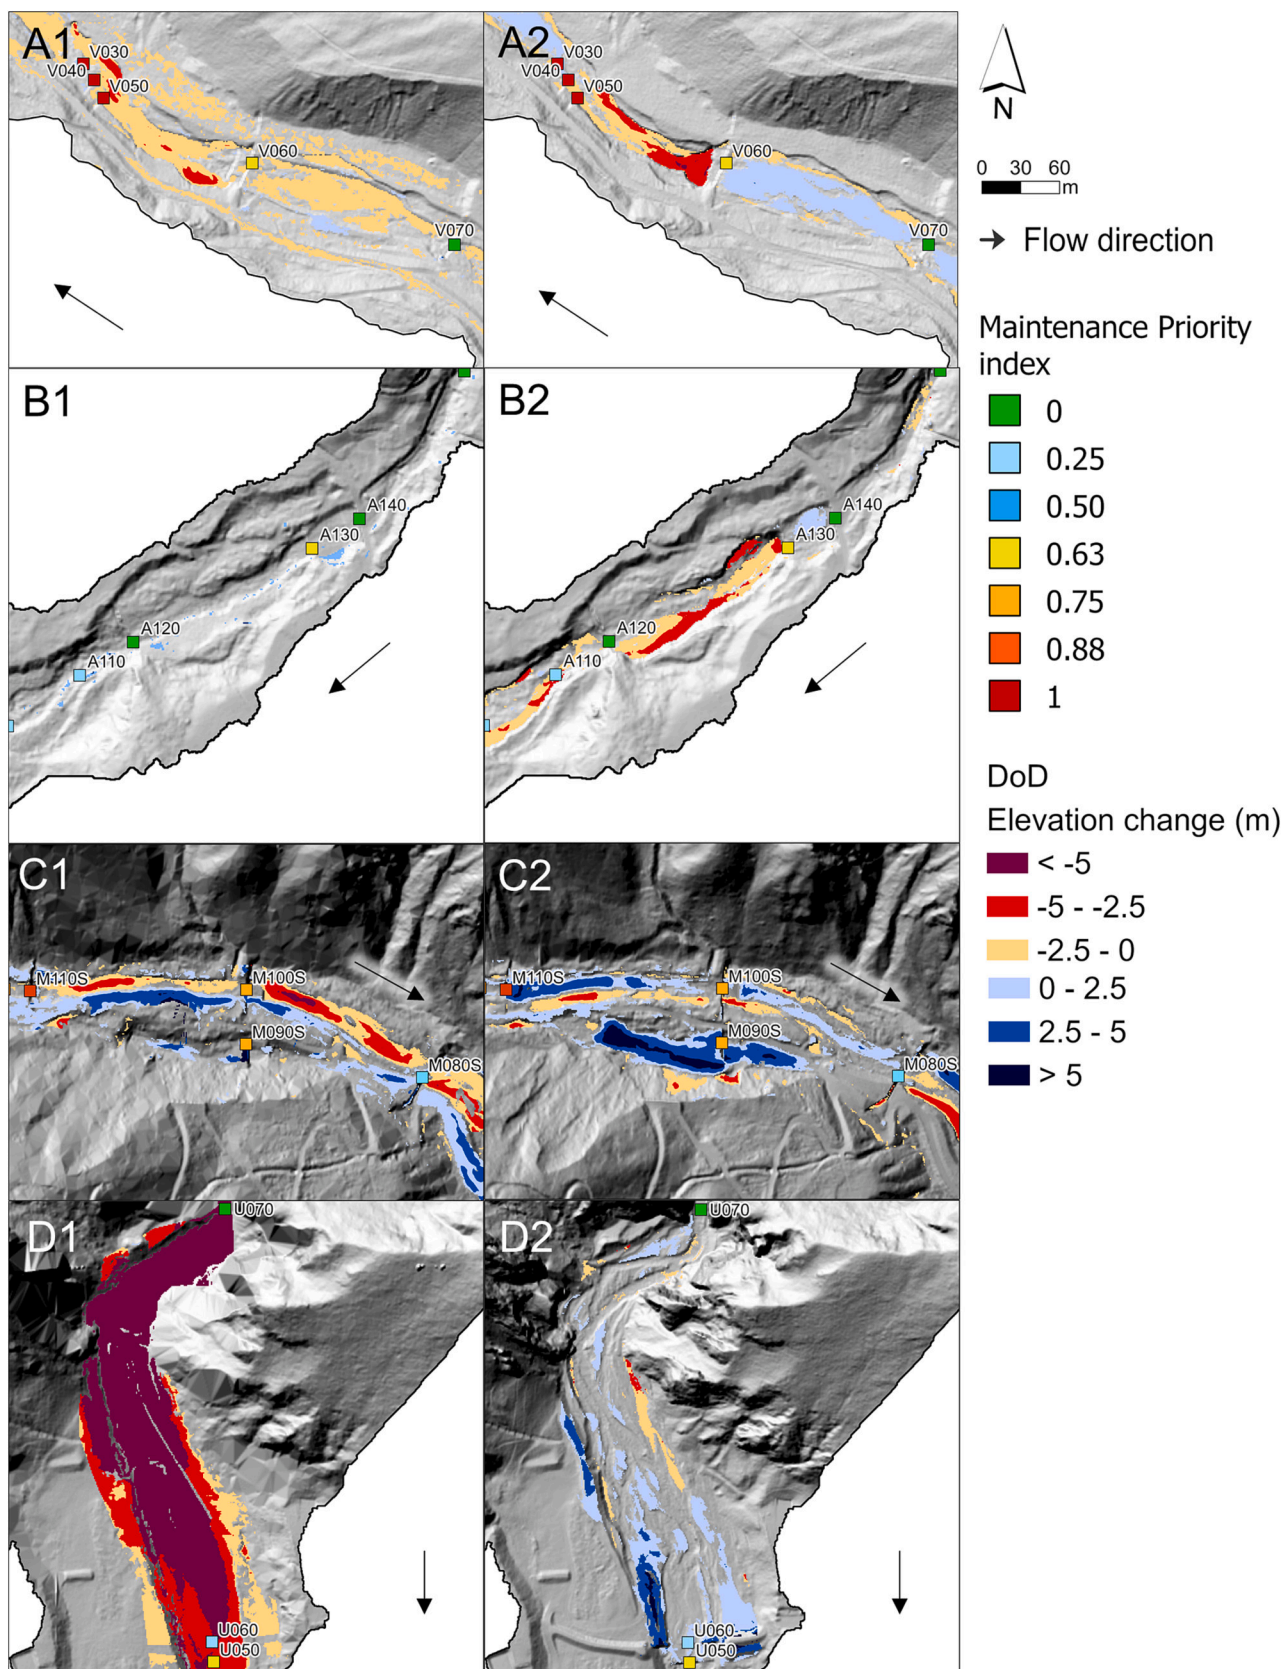 A1
V030
V040
V050
V060
V070
A2
V030
V040
V050
V060
V070
N
0 30 60
m
Flow direction
Maintenance Priority
index
0
0.25
0.50
0.63
0.75
0.88
1
DoD
Elevation change (m)
< -5
-5 - -2.5
-2.5 - 0
0 - 2.5
2.5 - 5
> 5
B1
A140
A130
A120
A110
B2
A140
A130
A120
A110
C1
M110S
M100S
M090S
M080S
C2
M110S
M100S
M090S
M080S
D1
U070
U060
U050
D2
U070
U060
U050